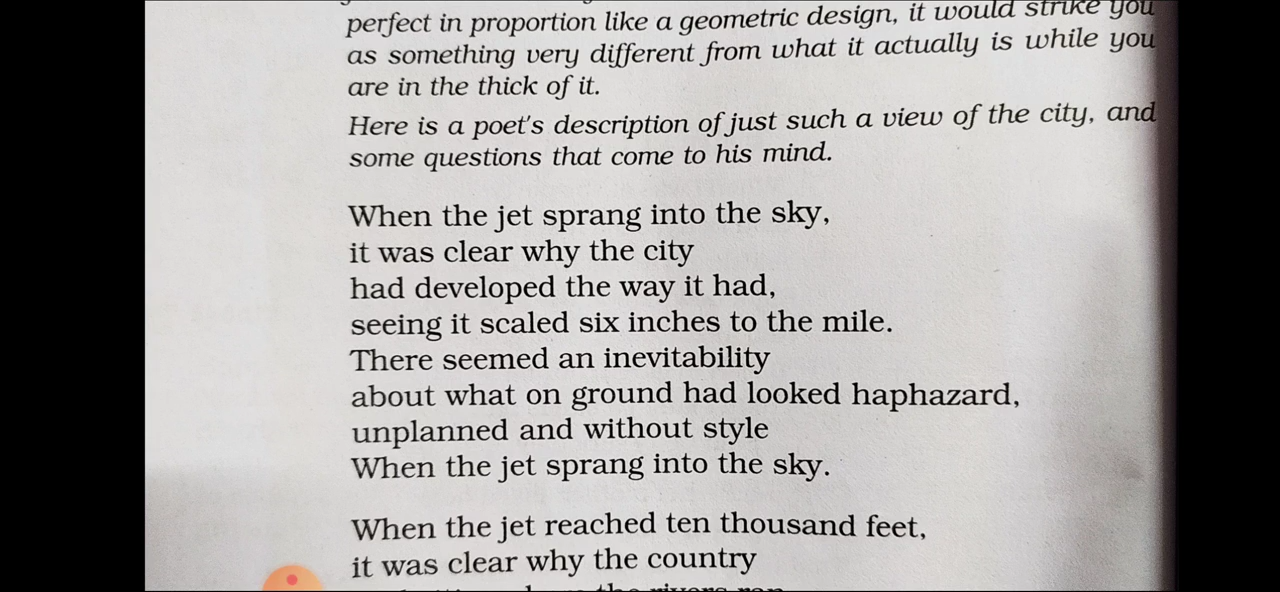 perfect in proportion like a geometric design, it would strike you
as something very different from what it actually is while you
are in the thick of it.
Here is a poet's description of just such a view of the city, and
some questions that come to his mind.
When the jet sprang into the sky,
it was clear why the city
had developed the way it had,
seeing it scaled six inches to the mile.
There seemed an inevitability
about what on ground had looked haphazard,
unplanned and without style
When the jet sprang into the sky.
When the jet reached ten thousand feet,
it was clear why the country
the rivers ran